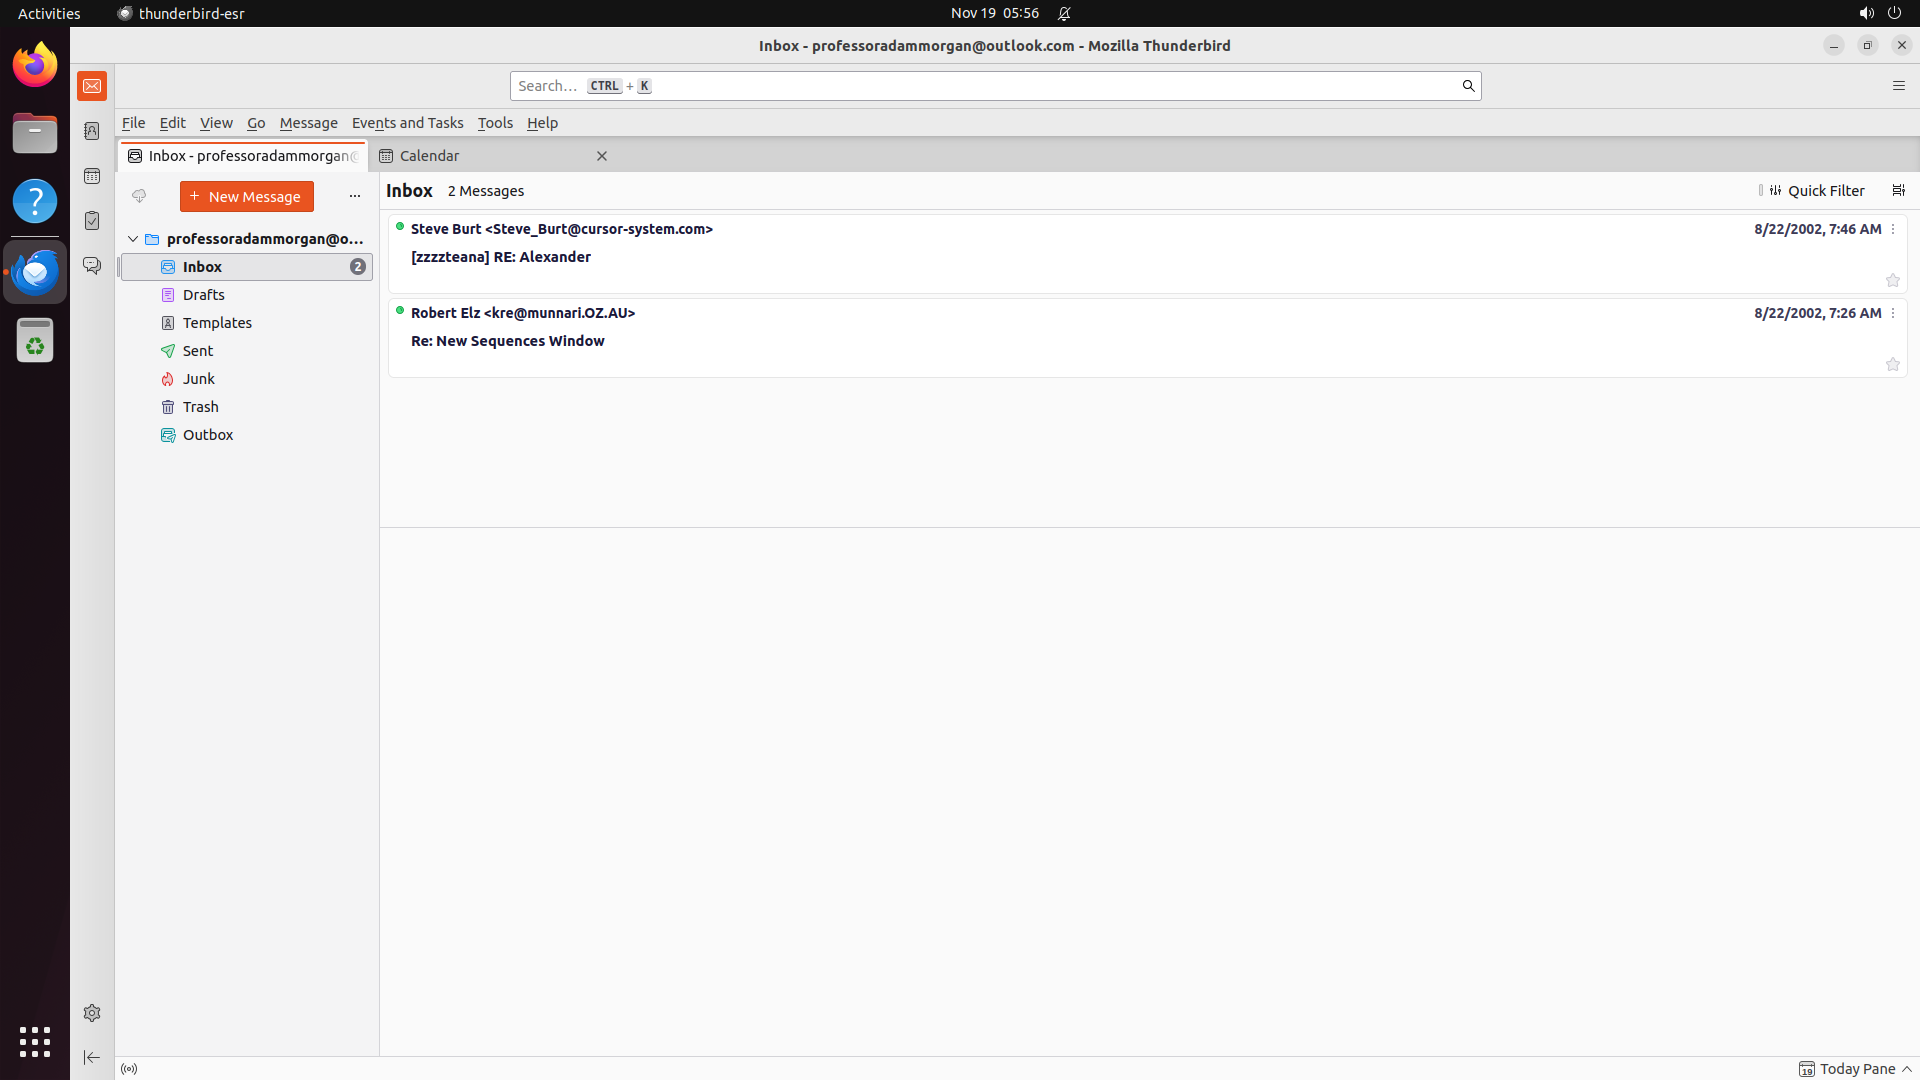 Activities
thunderbird-esr
Nov 19 05:56
Inbox - professoradammorgan@outlook.com - Mozilla Thunderbird
Search… CTRL + K
File Edit View Go Message Events and Tasks Tools Help
Inbox - professoradammorgan@
Calendar
New Message
Inbox 2 Messages
Quick Filter
professoradammorgan@o...
Inbox 2
Drafts
Templates
Sent
Junk
Trash
Outbox
Steve Burt <Steve_Burt@cursor-system.com>
8/22/2002, 7:46 AM
[zzzzteana] RE: Alexander
Robert Elz <kre@munnari.OZ.AU>
8/22/2002, 7:26 AM
Re: New Sequences Window
19 Today Pane